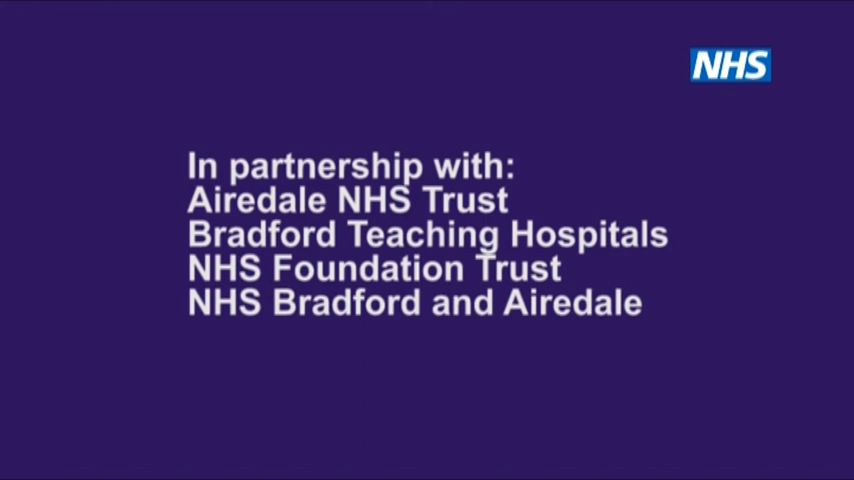 NHS
In partnership with:
Airedale NHS Trust
Bradford Teaching Hospitals
NHS Foundation Trust
NHS Bradford and Airedale